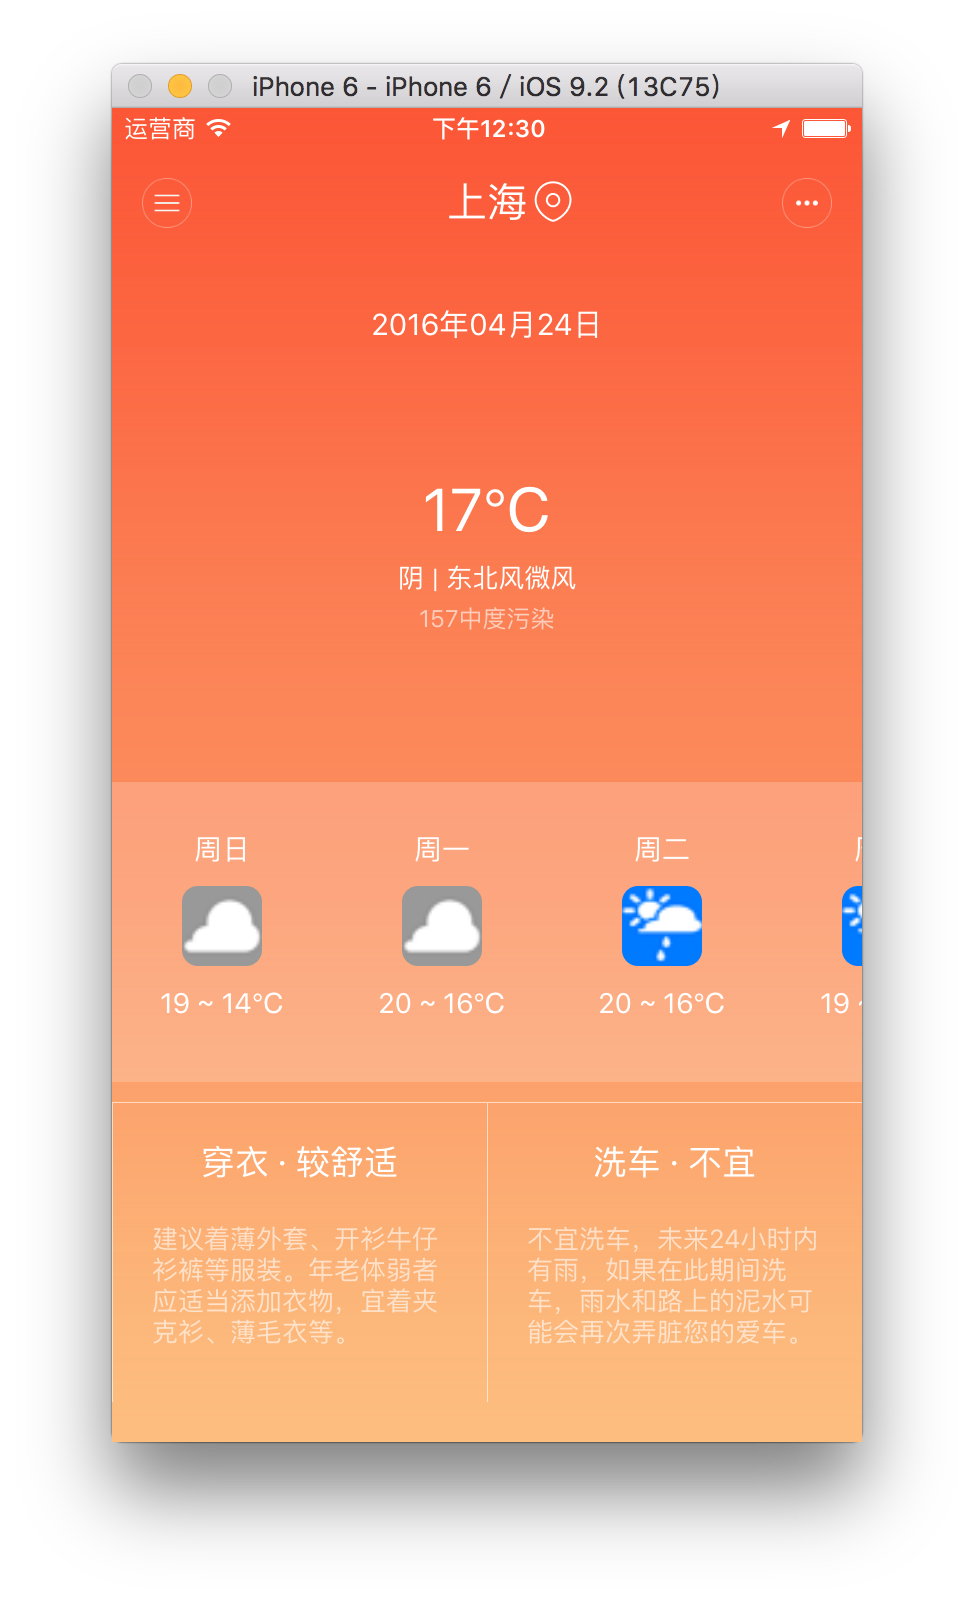 iPhone 6 - iPhone 6 / iOS 9.2 (13C75)
运营商 下午12:30
上海
2016年04月24日
17°C
阴 | 东北风微风
157中度污染
周日 周一 周二
19 ~ 14°C 20 ~ 16°C 20 ~ 16°C 19 ~
穿衣 · 较舒适
建议着薄外套、开衫牛仔
衫裤等服装。年老体弱者
应适当添加衣物，宜着夹
克衫、薄毛衣等。
洗车 · 不宜
不宜洗车，未来24小时内
有雨，如果在此期间洗
车，雨水和路上的泥水可
能会再次弄脏您的爱车。